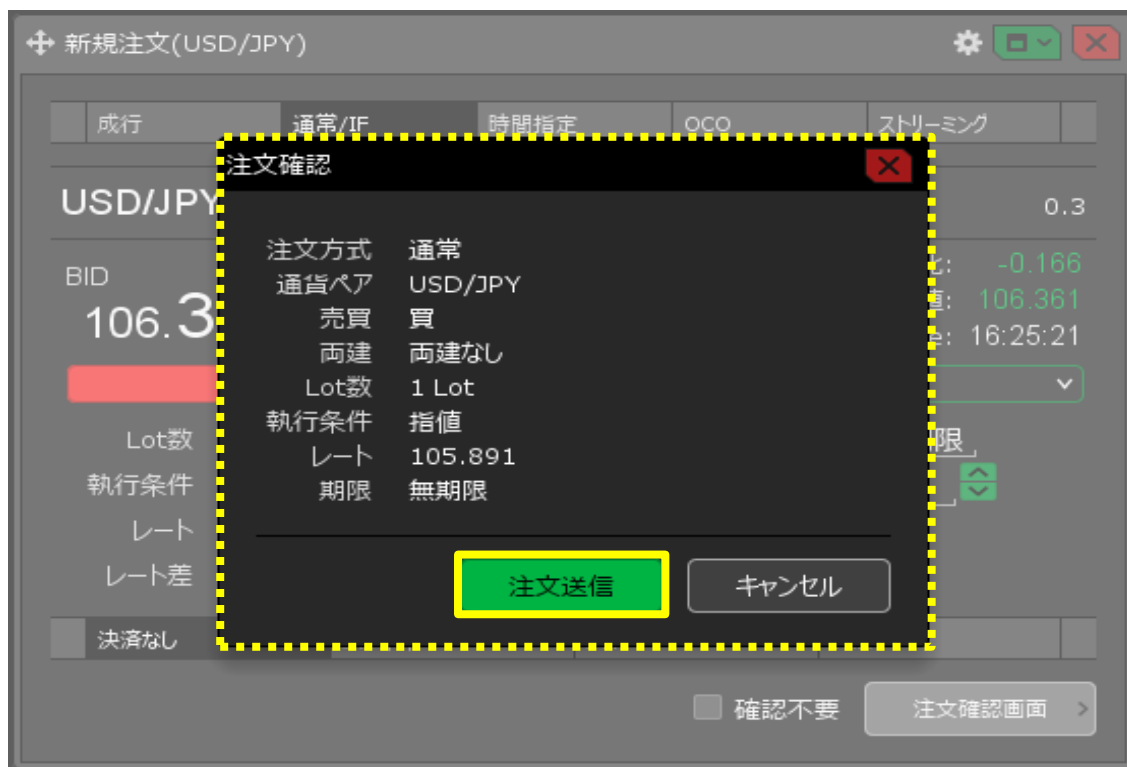 新規注文(USD/JPY)
成行 通常/IF 時間指定 OCO ストリーミング
注文確認
USD/JPY 0.3
注文方式 通常
通貨ペア USD/JPY
売買 買
両建 両建なし
Lot数 1 Lot
執行条件 指値
レート 105.891
期限 無期限
BID
106.3
-0.166
106.361
16:25:21
Lot数
執行条件
レート
レート差
注文送信 キャンセル
決済なし
確認不要 注文確認画面